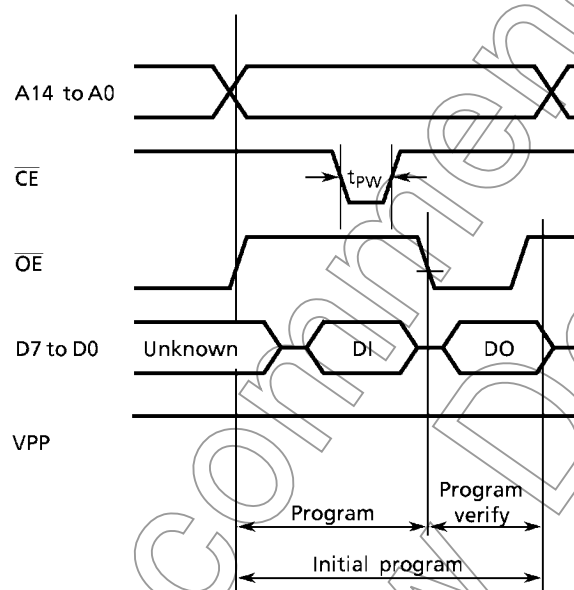 A14 to A0
CE
tPW
OE
D7 to D0
Unknown
DI
DO
VPP
Program
Program
verify
Initial program